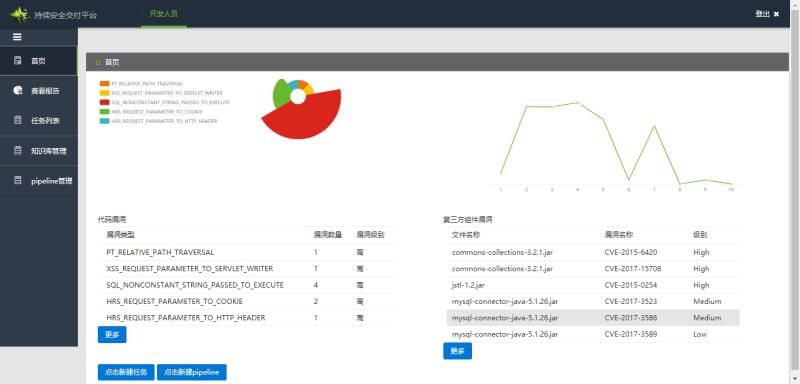 持续安全交付平台
开发人员
登出 ✖
首页
查看报告
任务列表
知识库管理
pipeline管理
首页
PT_RELATIVE_PATH_TRAVERSAL
XSS_REQUEST_PARAMETER_TO_SERVLET_WRITER
SQL_NONCONSTANT_STRING_PASSED_TO_EXECUTE
HRS_REQUEST_PARAMETER_TO_COOKIE
HRS_REQUEST_PARAMETER_TO_HTTP_HEADER
1 2 3 4 5 6 7 8 9 10
代码漏洞
漏洞类型 漏洞数量 漏洞级别
PT_RELATIVE_PATH_TRAVERSAL 1 高
XSS_REQUEST_PARAMETER_TO_SERVLET_WRITER 1 高
SQL_NONCONSTANT_STRING_PASSED_TO_EXECUTE 4 高
HRS_REQUEST_PARAMETER_TO_COOKIE 2 高
HRS_REQUEST_PARAMETER_TO_HTTP_HEADER 1 高
更多
第三方组件漏洞
文件名称 漏洞名称 级别
commons-collections-3.2.1.jar CVE-2015-6420 High
commons-collections-3.2.1.jar CVE-2017-15708 High
jstl-1.2.jar CVE-2015-0254 High
mysql-connector-java-5.1.26.jar CVE-2017-3523 Medium
mysql-connector-java-5.1.26.jar CVE-2017-3586 Medium
mysql-connector-java-5.1.26.jar CVE-2017-3589 Low
更多
点击新建任务 点击新建pipeline